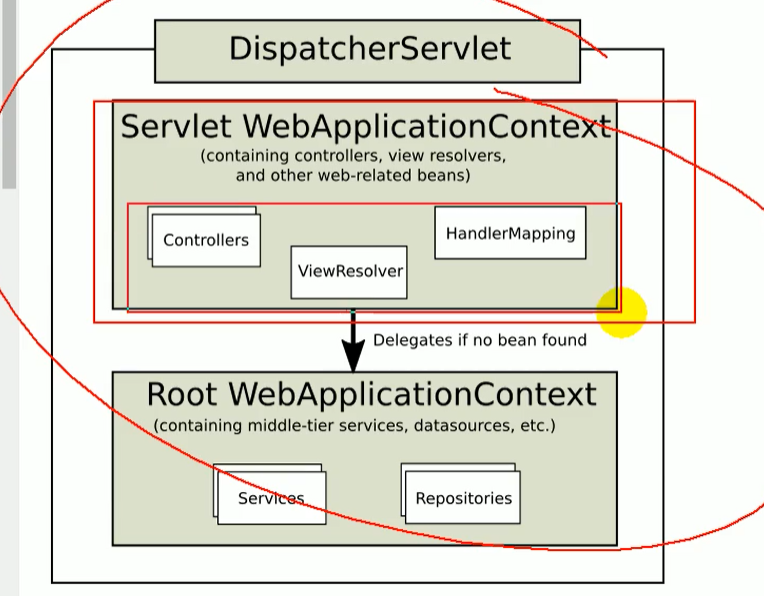 DispatcherServlet
Servlet WebApplicationContext
(containing controllers, view resolvers,
and other web-related beans)
Controllers
HandlerMapping
ViewResolver
Delegates if no bean found
Root WebApplicationContext
(containing middle-tier services, datasources, etc.)
Services
Repositories